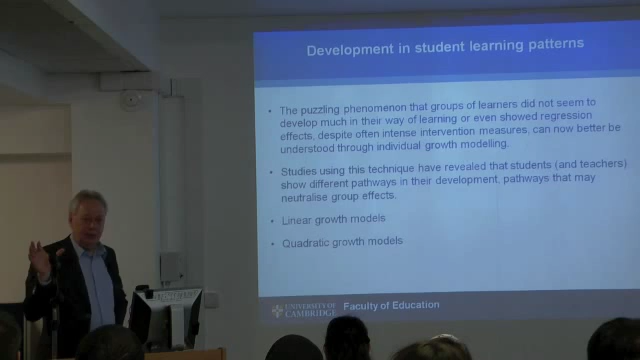 Development in student learning patterns
• The puzzling phenomenon that groups of learners did not seem to
develop much in their way of learning or even showed regression
effects, despite often intense intervention measures, can now better be
understood through individual growth modelling.
• Studies using this technique have revealed that students (and teachers)
show different pathways in their development, pathways that may
neutralise group effects.
• Linear growth models
• Quadratic growth models
UNIVERSITY OF
CAMBRIDGE
Faculty of Education